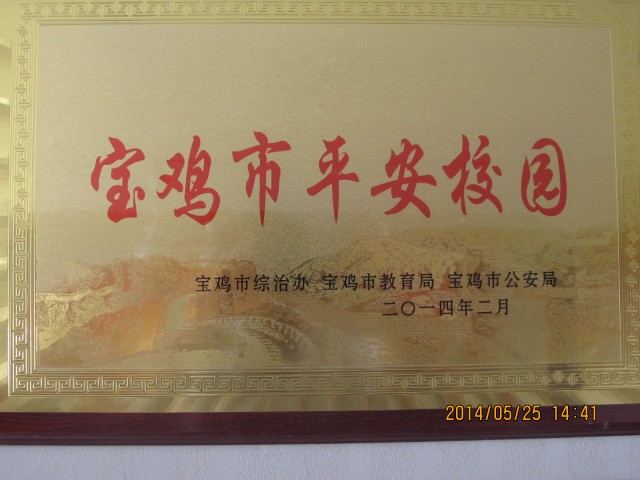 宝鸡市平安校园
宝鸡市综治办 宝鸡市教育局 宝鸡市公安局
二〇一四年二月
2014/05/25 14:41